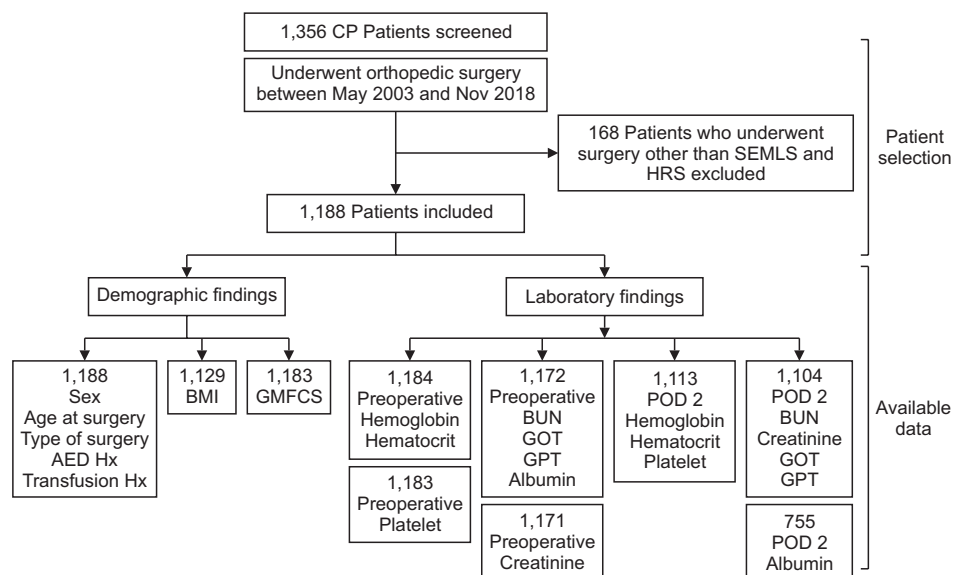 1,356 CP Patients screened
Underwent orthopedic surgery
between May 2003 and Nov 2018
168 Patients who underwent
surgery other than SEMLS and
HRS excluded
Patient
selection
1,188 Patients included
Demographic findings
Laboratory findings
1,188
Sex
Age at surgery
Type of surgery
AED Hx
Transfusion Hx
1,129
BMI
1,183
GMFCS
1,184
Preoperative
Hemoglobin
Hematocrit
1,183
Preoperative
Platelet
1,172
Preoperative
BUN
GOT
GPT
Albumin
1,171
Preoperative
Creatinine
1,113
POD 2
Hemoglobin
Hematocrit
Platelet
1,104
POD 2
BUN
Creatinine
GOT
GPT
755
POD 2
Albumin
Available
data